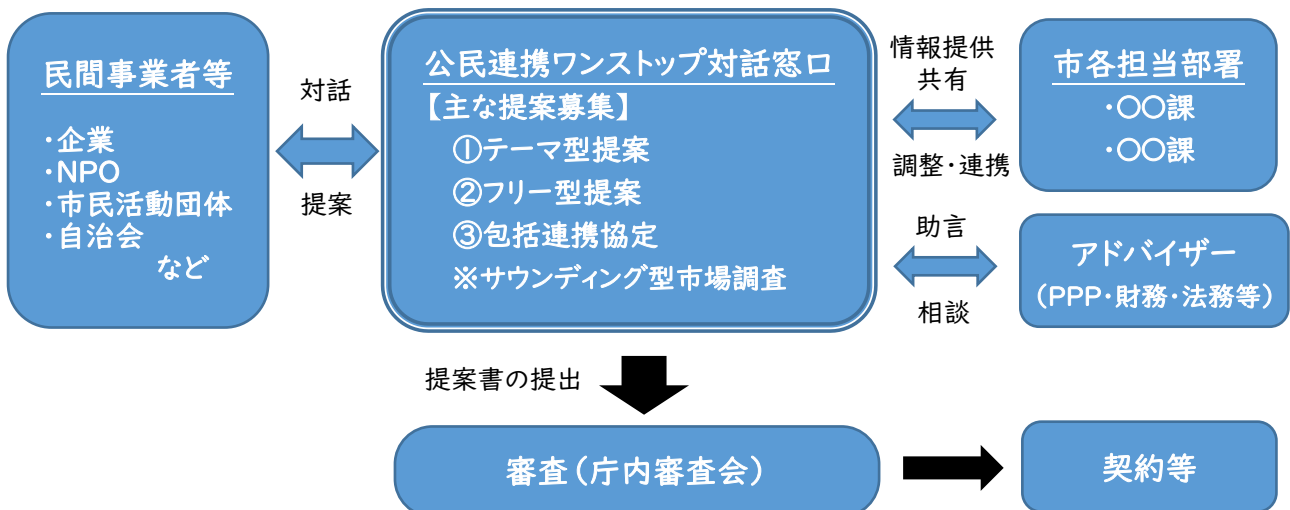 民間事業者等
・企業
・NPO
・市民活動団体
・自治会
など
対話
提案
公民連携ワンストップ対話窓口
【主な提案募集】
①テーマ型提案
②フリー型提案
③包括連携協定
※サウンディング型市場調査
情報提供
共有
調整・連携
市各担当部署
・〇〇課
・〇〇課
助言
相談
アドバイザー
（PPP・財務・法務等）
提案書の提出
審査（庁内審査会）
契約等